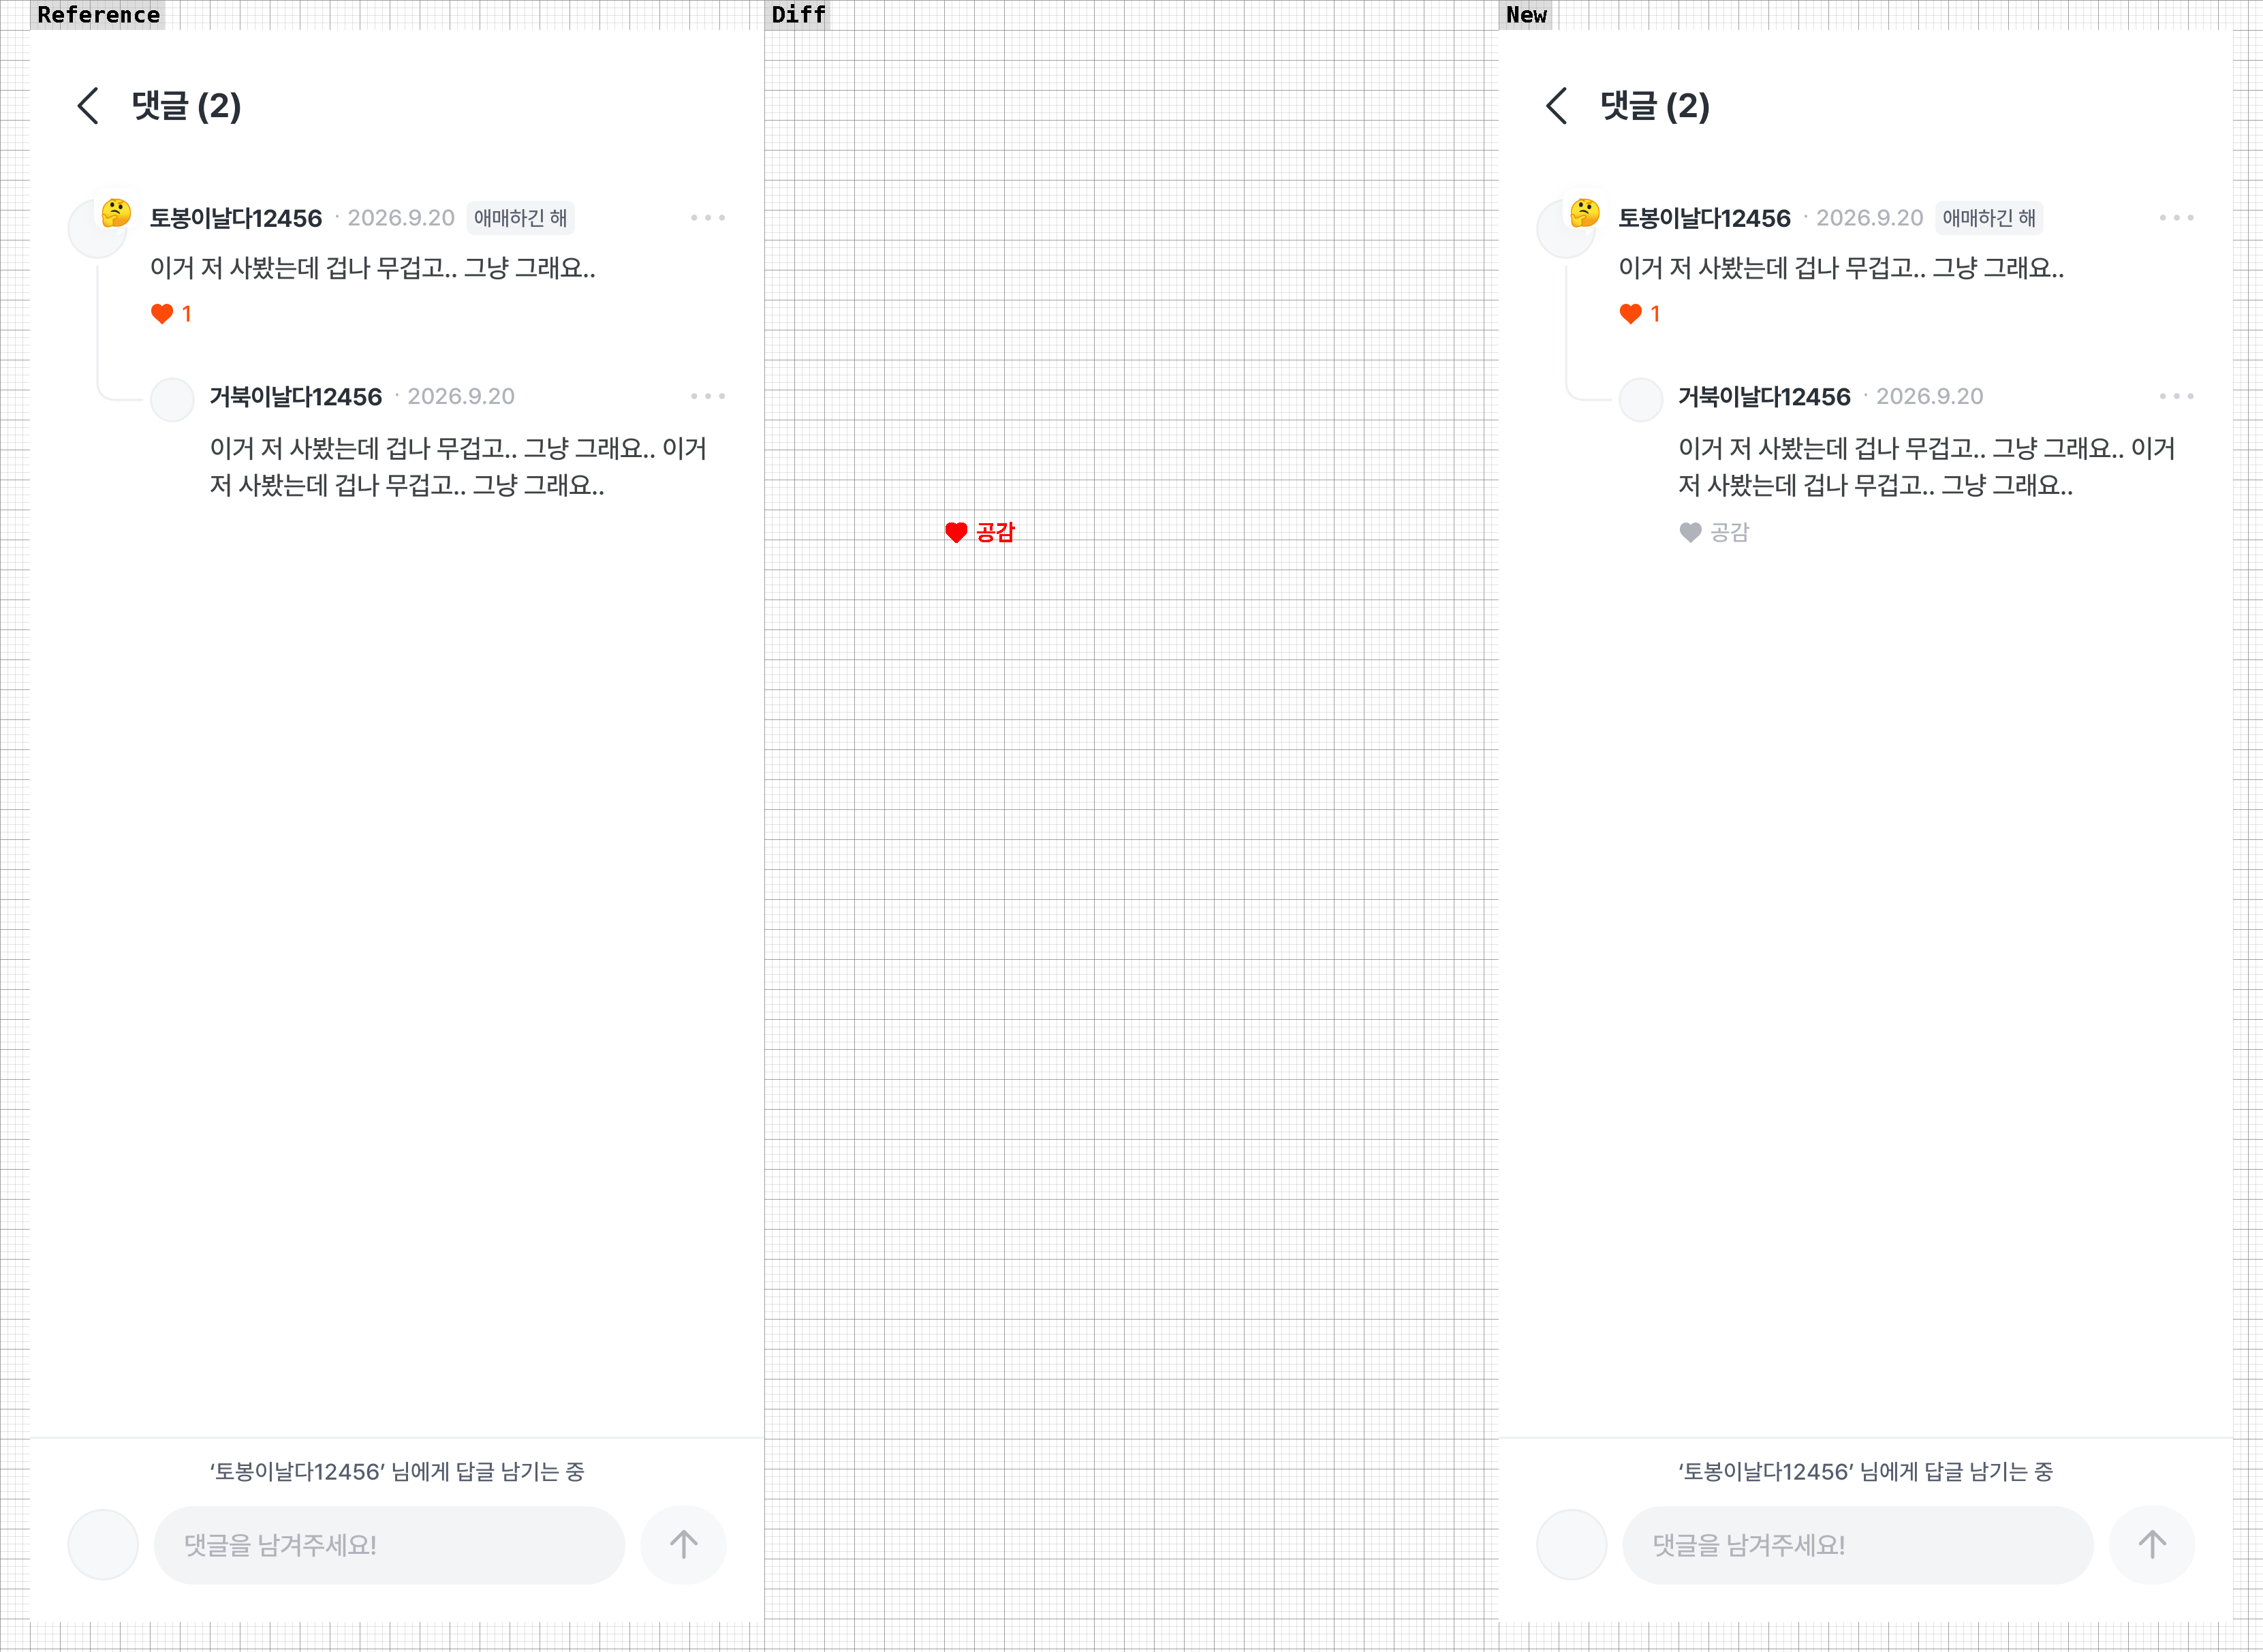 Reference
댓글 (2)
토봉이날다12456 · 2026.9.20 애매하긴 해
이거 저 사봤는데 겁나 무겁고.. 그냥 그래요..
1
거북이날다12456 · 2026.9.20
이거 저 사봤는데 겁나 무겁고.. 그냥 그래요.. 이거
저 사봤는데 겁나 무겁고.. 그냥 그래요..
‘토봉이날다12456’ 님에게 답글 남기는 중
댓글을 남겨주세요!
Diff
공감
New
댓글 (2)
토봉이날다12456 · 2026.9.20 애매하긴 해
이거 저 사봤는데 겁나 무겁고.. 그냥 그래요..
1
거북이날다12456 · 2026.9.20
이거 저 사봤는데 겁나 무겁고.. 그냥 그래요.. 이거
저 사봤는데 겁나 무겁고.. 그냥 그래요..
공감
‘토봉이날다12456’ 님에게 답글 남기는 중
댓글을 남겨주세요!